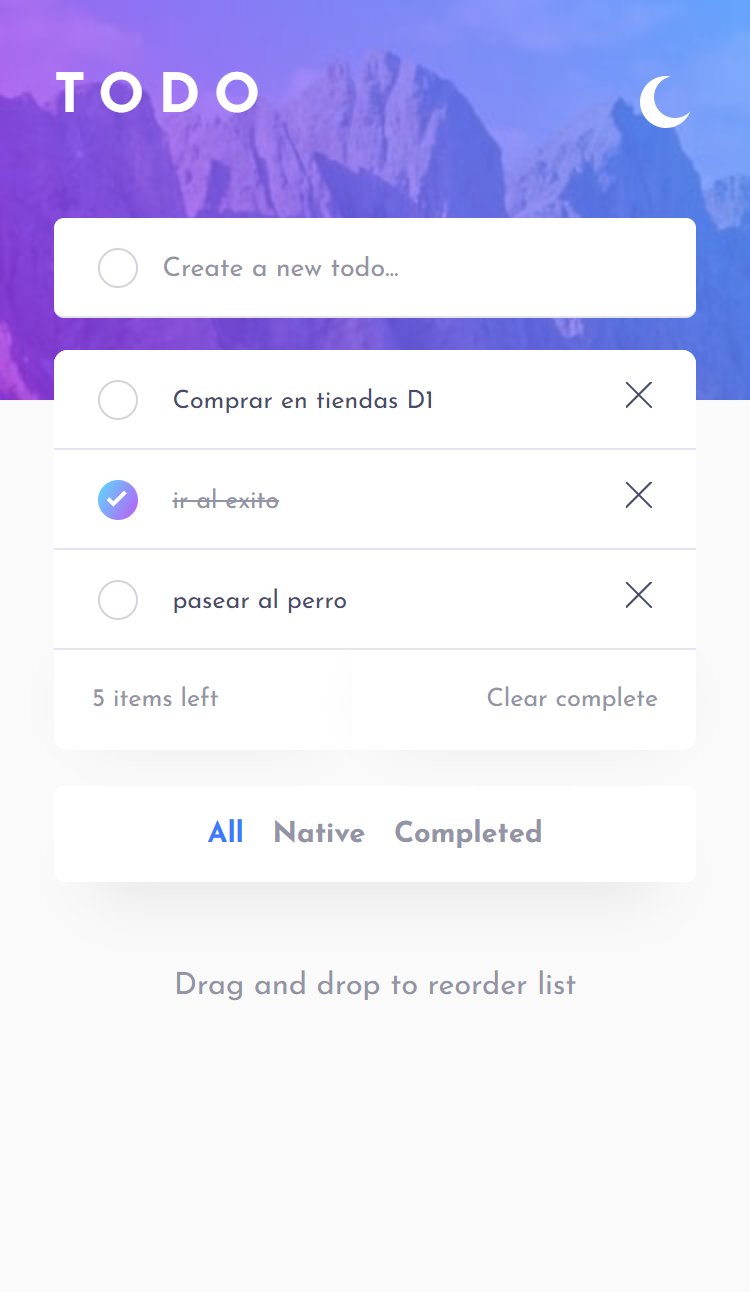 TODO
Create a new todo...
Comprar en tiendas D1
ir al exito
pasear al perro
5 items left Clear complete
All Native Completed
Drag and drop to reorder list